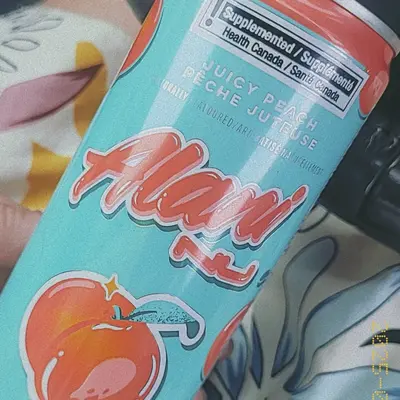 Supplemented / Supplémenté
Health Canada / Santé Canada
JUICY PEACH
PÊCHE JUTEUSE
Alani